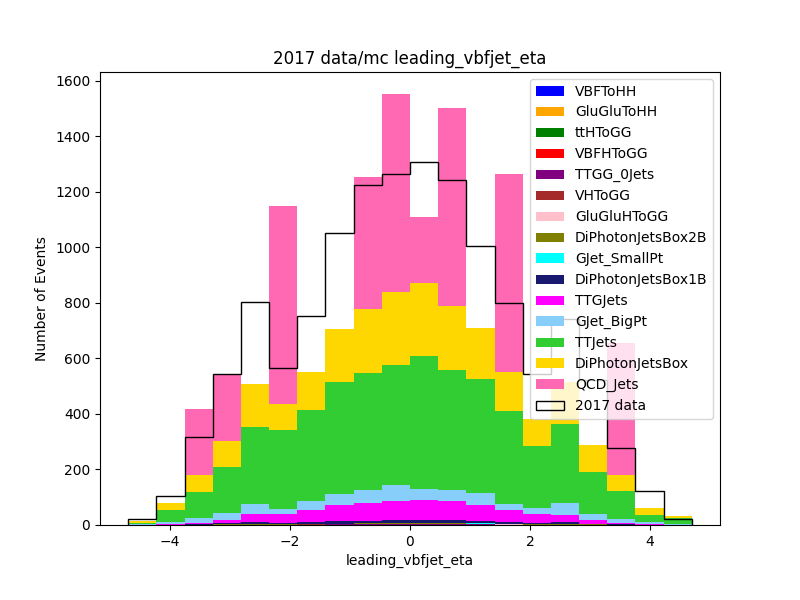 2017 data/mc leading_vbfjet_eta
Number of Events
1600
1400
1200
1000
800
600
400
200
0
−4
−2
0
2
4
leading_vbfjet_eta
VBFToHH
GluGluToHH
ttHToGG
VBFHToGG
TTGG_0Jets
VHToGG
GluGluHToGG
DiPhotonJetsBox2B
GJet_SmallPt
DiPhotonJetsBox1B
TTGJets
GJet_BigPt
TTJets
DiPhotonJetsBox
QCD_Jets
2017 data